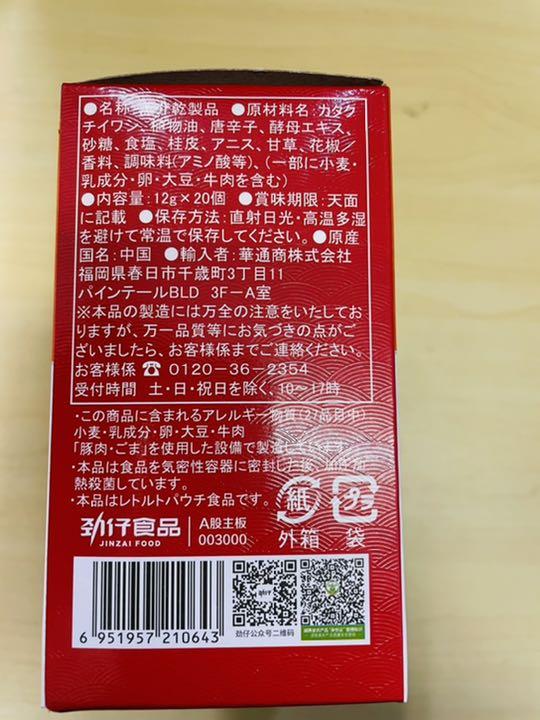 ●名称: 乾製品 ●原材料名: カタク
チイワシ、植物油、唐辛子、酵母エキス、
砂糖、食塩、桂皮、アニス、甘草、花椒/
香料、調味料(アミノ酸等)、(一部に小麦・
乳成分・卵・大豆・牛肉を含む)
●内容量: 12g×20個 ●賞味期限: 天面
に記載 ●保存方法: 直射日光・高温多湿
を避けて常温で保存してください。●原産
国名: 中国 ●輸入者: 華通商株式会社
福岡県春日市千歳町3丁目11
パインテールBLD 3F-A室
※本品の製造には万全の注意をいたしてお
りますが、万一品質等にお気づきの点がご
ざいましたら、お客様係までご連絡ください。
お客様係 ☎ 0120-36-2354
受付時間 土・日・祝日を除く、10~17時
・この商品に含まれるアレルギー物質(27品目中)
小麦・乳成分・卵・大豆・牛肉
「豚肉・ごま」を使用した設備で製造しています。
・本品は食品を気密性容器に密封した後、加圧加
熱殺菌しています。
・本品はレトルトパウチ食品です。
紙 プラ
外箱 袋
劲仔食品 A股主板
JINZAI FOOD 003000
6 951957 210643
劲仔公众号二维码